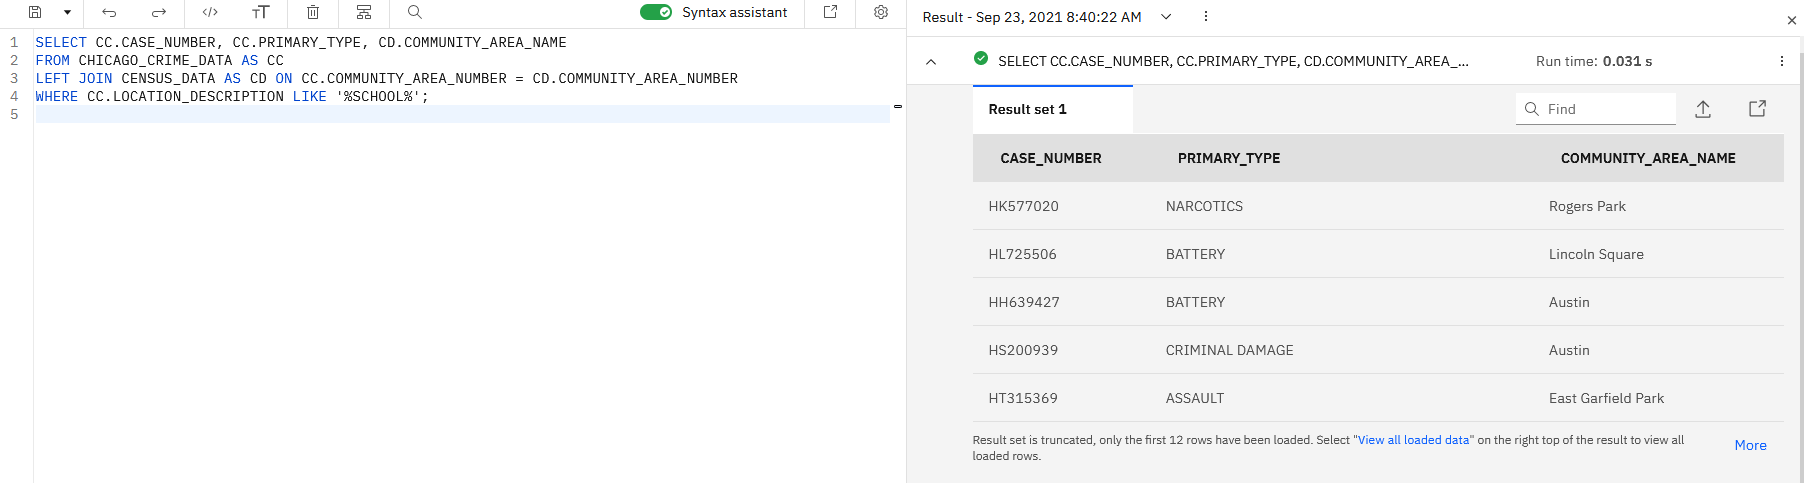 Syntax assistant
1 SELECT CC.CASE_NUMBER, CC.PRIMARY_TYPE, CD.COMMUNITY_AREA_NAME
2 FROM CHICAGO_CRIME_DATA AS CC
3 LEFT JOIN CENSUS_DATA AS CD ON CC.COMMUNITY_AREA_NUMBER = CD.COMMUNITY_AREA_NUMBER
4 WHERE CC.LOCATION_DESCRIPTION LIKE '%SCHOOL%';
5
Result - Sep 23, 2021 8:40:22 AM
SELECT CC.CASE_NUMBER, CC.PRIMARY_TYPE, CD.COMMUNITY_AREA_... Run time: 0.031 s
Result set 1 Find
CASE_NUMBER PRIMARY_TYPE COMMUNITY_AREA_NAME
HK577020 NARCOTICS Rogers Park
HL725506 BATTERY Lincoln Square
HH639427 BATTERY Austin
HS200939 CRIMINAL DAMAGE Austin
HT315369 ASSAULT East Garfield Park
Result set is truncated, only the first 12 rows have been loaded. Select "View all loaded data" on the right top of the result to view all
loaded rows.
More